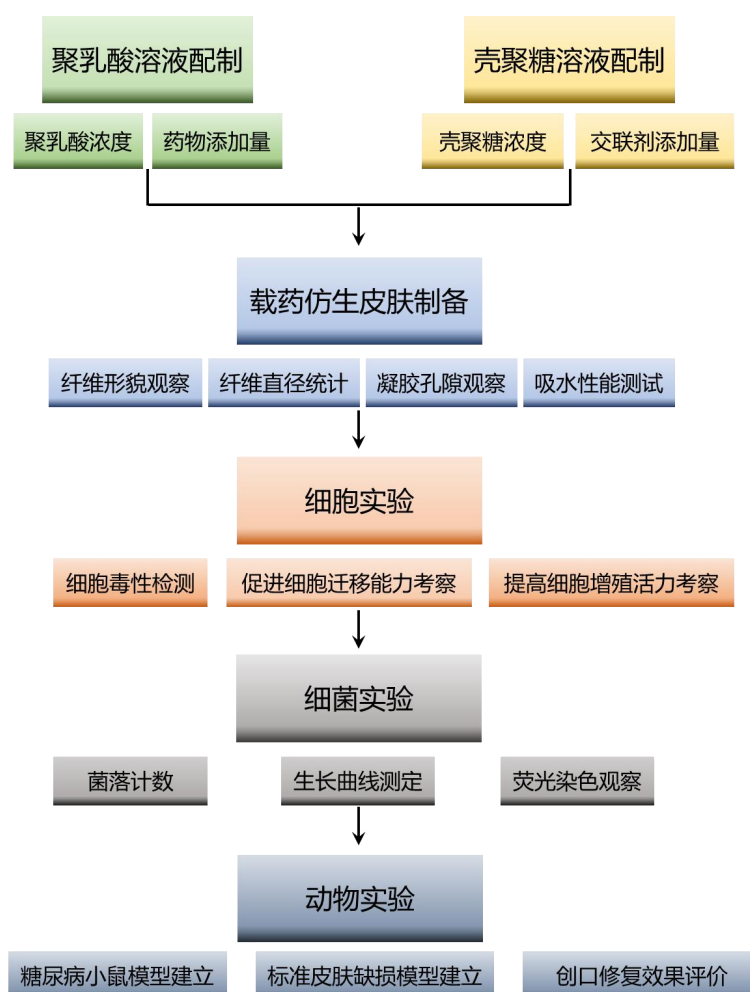 聚乳酸溶液配制
壳聚糖溶液配制
聚乳酸浓度
药物添加量
壳聚糖浓度
交联剂添加量
载药仿生皮肤制备
纤维形貌观察
纤维直径统计
凝胶孔隙观察
吸水性能测试
细胞实验
细胞毒性检测
促进细胞迁移能力考察
提高细胞增殖活力考察
细菌实验
菌落计数
生长曲线测定
荧光染色观察
动物实验
糖尿病小鼠模型建立
标准皮肤缺损模型建立
创口修复效果评价